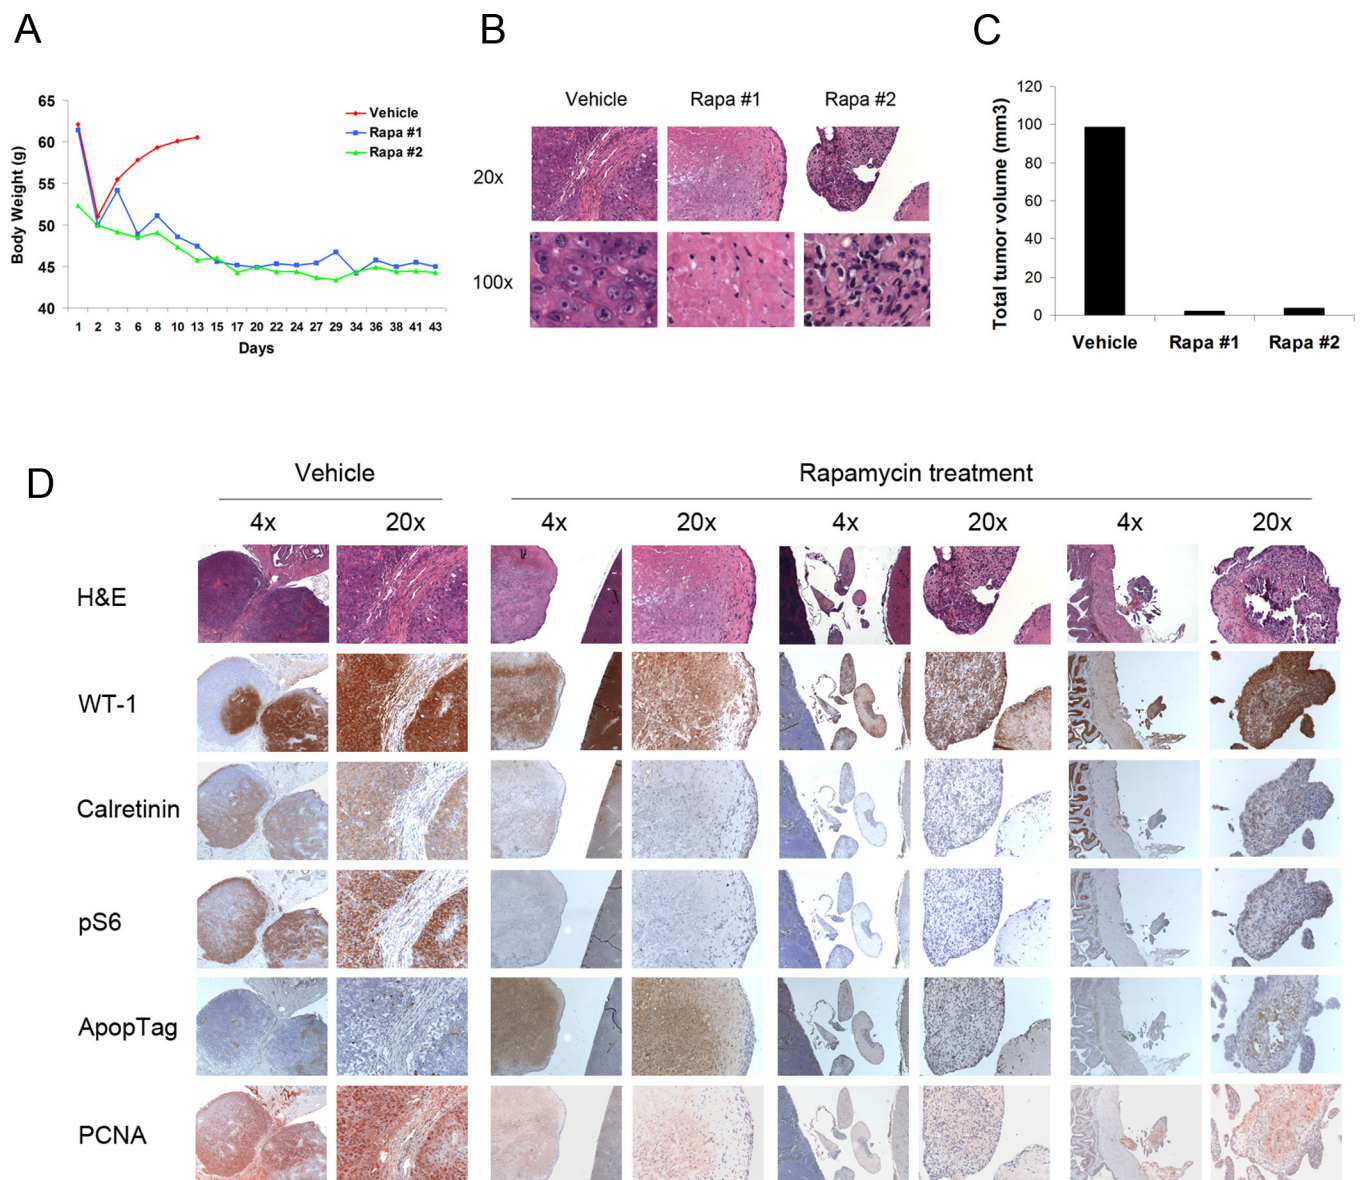 A
B
C
65
60
55
50
45
40
Body Weight (g)
Vehicle
Rapa #1
Rapa #2
1 2 3 6 8 10 13 15 17 20 22 24 27 29 34 36 38 41 43
Days
Vehicle Rapa #1 Rapa #2
20x
100x
Total tumor volume (mm3)
120
100
80
60
40
20
0
Vehicle Rapa #1 Rapa #2
D
Vehicle Rapamycin treatment
4x 20x 4x 20x 4x 20x 4x 20x
H&E
WT-1
Calretinin
pS6
ApopTag
PCNA